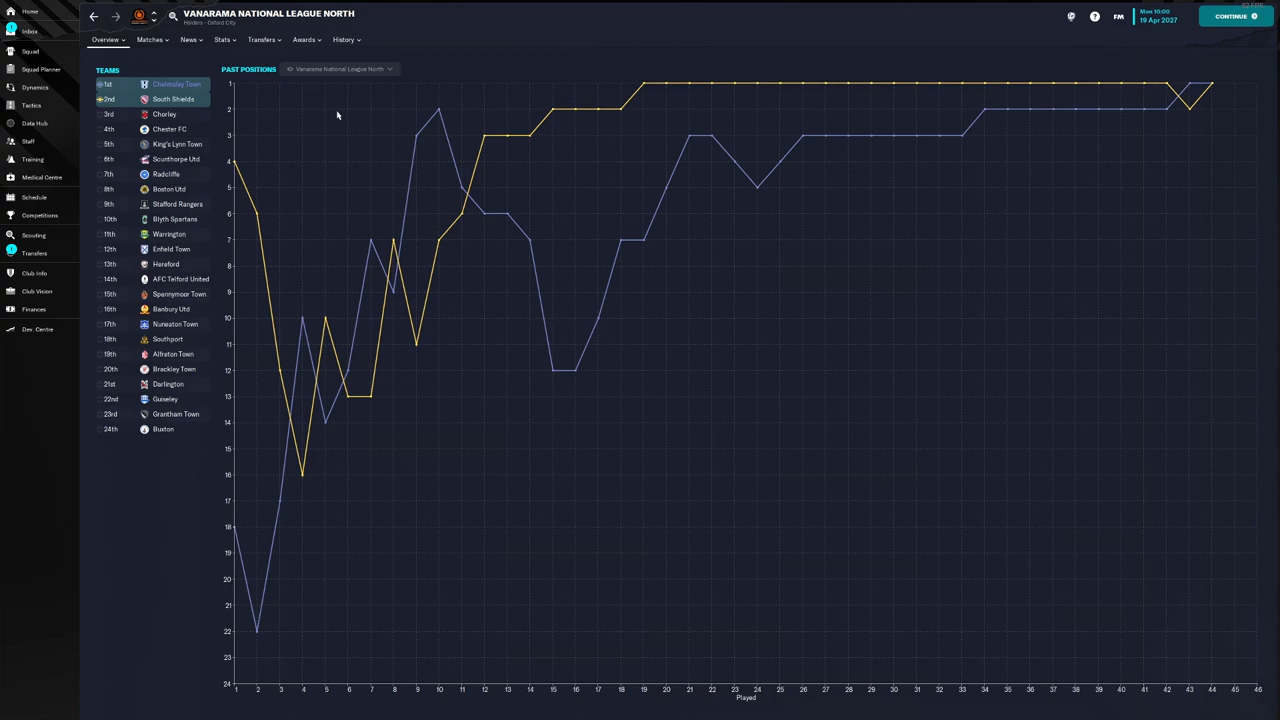 VANARAMA NATIONAL LEAGUE NORTH
Holders - Oxford City
FM
Mon 10:00
19 Apr 2027
CONTINUE
Home
1
Inbox
Squad
Squad Planner
Dynamics
Tactics
Data Hub
Staff
Training
Medical Centre
Schedule
Competitions
Scouting
1
Transfers
Club Info
Club Vision
Finances
Dev. Centre
Overview
Matches
News
Stats
Transfers
Awards
History
TEAMS
1st Chelmsley Town
2nd South Shields
3rd Chorley
4th Chester FC
5th King's Lynn Town
6th Scunthorpe Utd
7th Radcliffe
8th Boston Utd
9th Stafford Rangers
10th Blyth Spartans
11th Warrington
12th Enfield Town
13th Hereford
14th AFC Telford United
15th Spennymoor Town
16th Banbury Utd
17th Nuneaton Town
18th Southport
19th Alfreton Town
20th Brackley Town
21st Darlington
22nd Guiseley
23rd Grantham Town
24th Buxton
PAST POSITIONS
Vanarama National League North
1
2
3
4
5
6
7
8
9
10
11
12
13
14
15
16
17
18
19
20
21
22
23
24
1 2 3 4 5 6 7 8 9 10 11 12 13 14 15 16 17 18 19 20 21 22 23 24 25 26 27 28 29 30 31 32 33 34 35 36 37 38 39 40 41 42 43 44 45 46
Played